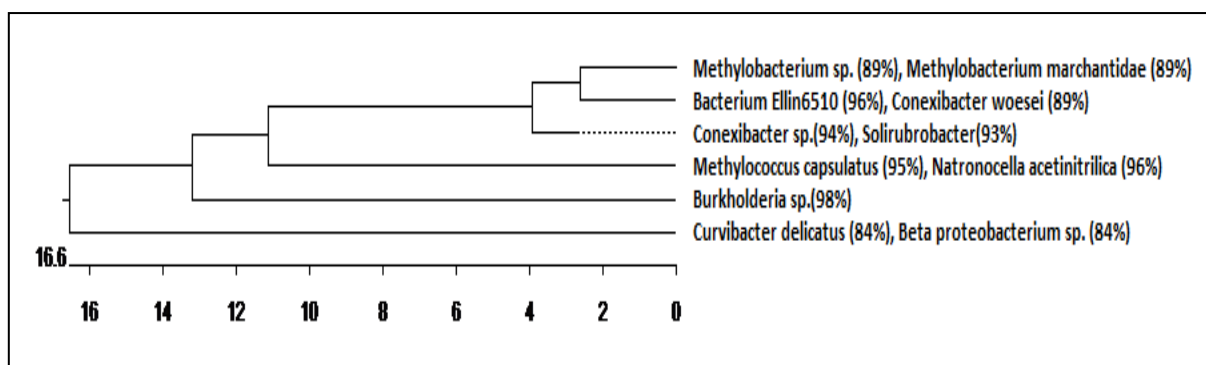 Methylobacterium sp. (89%), Methylobacterium marchantidae (89%)
Bacterium Ellin6510 (96%), Conexibacter woesei (89%)
Conexibacter sp.(94%), Solirubrobacter(93%)
Methylococcus capsulatus (95%), Natronocella acetinitrilica (96%)
Burkholderia sp.(98%)
Curvibacter delicatus (84%), Beta proteobacterium sp. (84%)
16.6
16 14 12 10 8 6 4 2 0